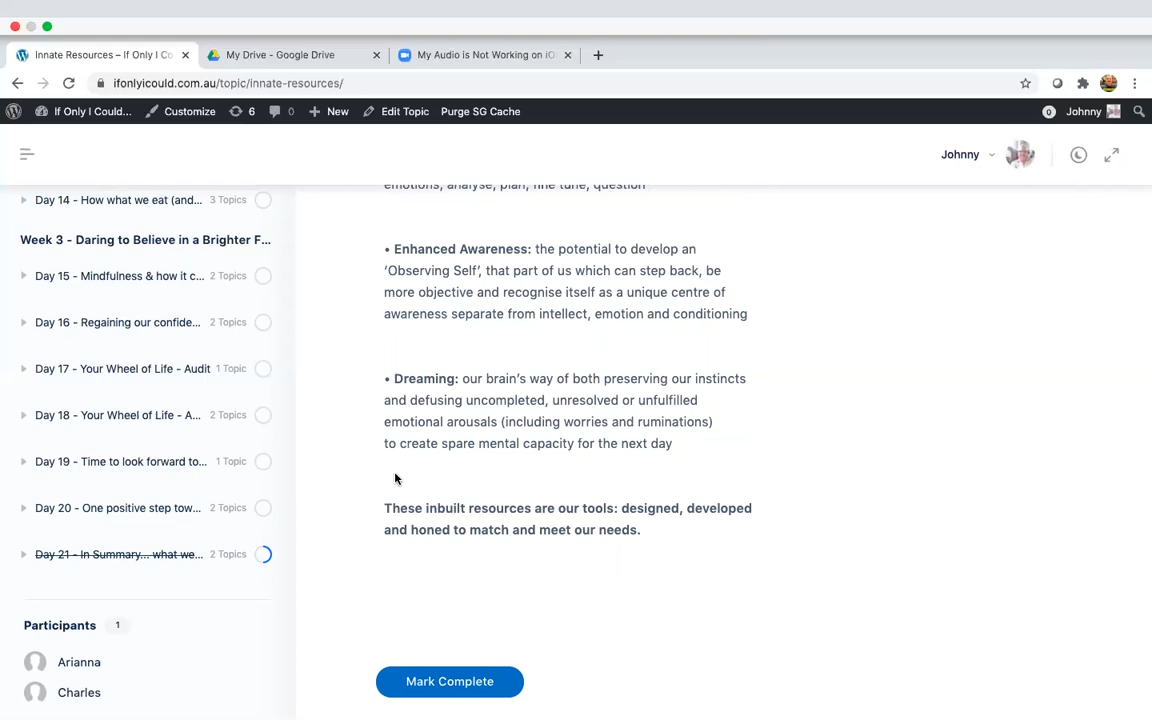 Innate Resources – If Only I Co
My Drive - Google Drive
My Audio is Not Working on iO
ifonlyicould.com.au/topic/innate-resources/
If Only I Could...
Customize
6
0
New
Edit Topic
Purge SG Cache
0
Johnny
Johnny
Day 14 - How what we eat (and... 3 Topics
Week 3 - Daring to Believe in a Brighter F...
Day 15 - Mindfulness & how it c... 2 Topics
Day 16 - Regaining our confide... 2 Topics
Day 17 - Your Wheel of Life - Audit 1 Topic
Day 18 - Your Wheel of Life - A... 2 Topics
Day 19 - Time to look forward to... 1 Topic
Day 20 - One positive step tow... 2 Topics
Day 21 - In Summary... what we... 2 Topics
Participants 1
Arianna
Charles
emotions, analyse, plan, fine tune, question
• Enhanced Awareness: the potential to develop an
‘Observing Self’, that part of us which can step back, be
more objective and recognise itself as a unique centre of
awareness separate from intellect, emotion and conditioning
• Dreaming: our brain’s way of both preserving our instincts
and defusing uncompleted, unresolved or unfulfilled
emotional arousals (including worries and ruminations)
to create spare mental capacity for the next day
These inbuilt resources are our tools: designed, developed
and honed to match and meet our needs.
Mark Complete